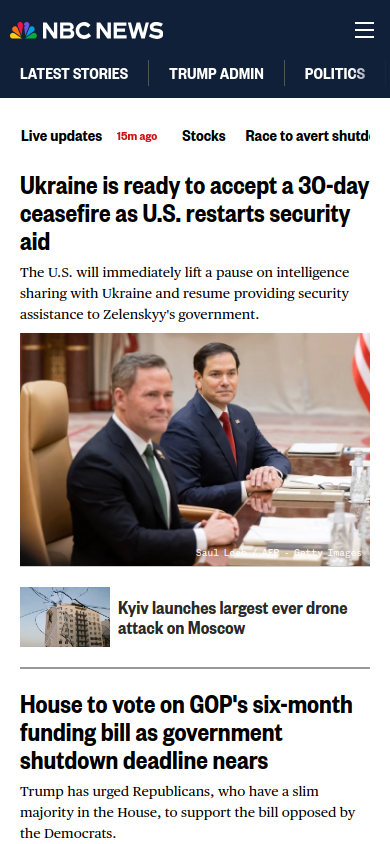 NBC NEWS
LATEST STORIES
TRUMP ADMIN
POLITICS
Live updates 15m ago Stocks Race to avert shutd
Ukraine is ready to accept a 30-day
ceasefire as U.S. restarts security
aid
The U.S. will immediately lift a pause on intelligence
sharing with Ukraine and resume providing security
assistance to Zelenskyy's government.
Saul Loeb / AFP - Getty Images
Kyiv launches largest ever drone
attack on Moscow
House to vote on GOP's six-month
funding bill as government
shutdown deadline nears
Trump has urged Republicans, who have a slim
majority in the House, to support the bill opposed by
the Democrats.